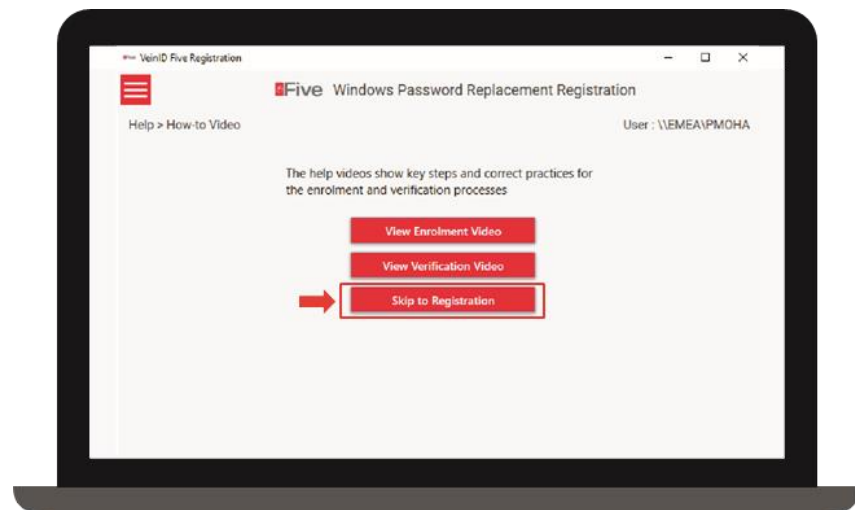 VeinID Five Registration
Five Windows Password Replacement Registration
Help > How-to Video
User : \\EMEA\PMOHA
The help videos show key steps and correct practices for
the enrolment and verification processes
View Enrolment Video
View Verification Video
Skip to Registration